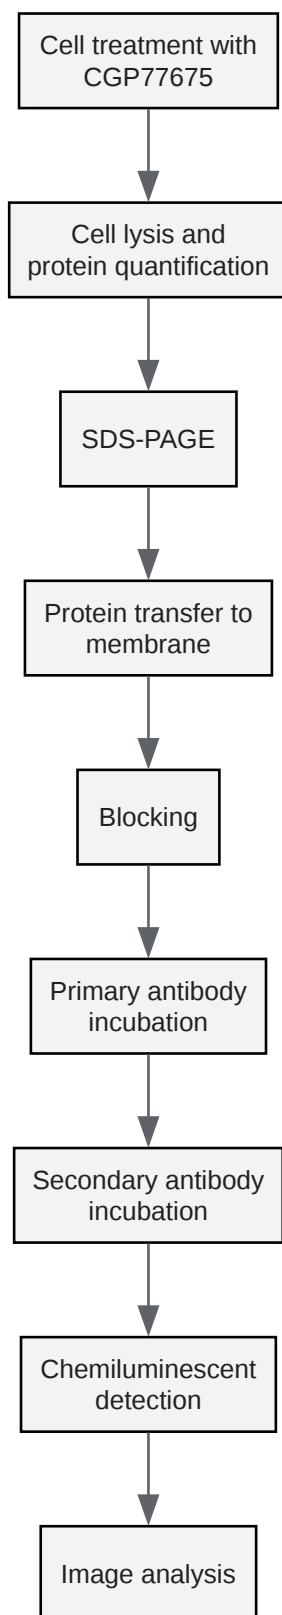 Cell treatment with
CGP77675
Cell lysis and
protein quantification
SDS-PAGE
Protein transfer to
membrane
Blocking
Primary antibody
incubation
Secondary antibody
incubation
Chemiluminescent
detection
Image analysis